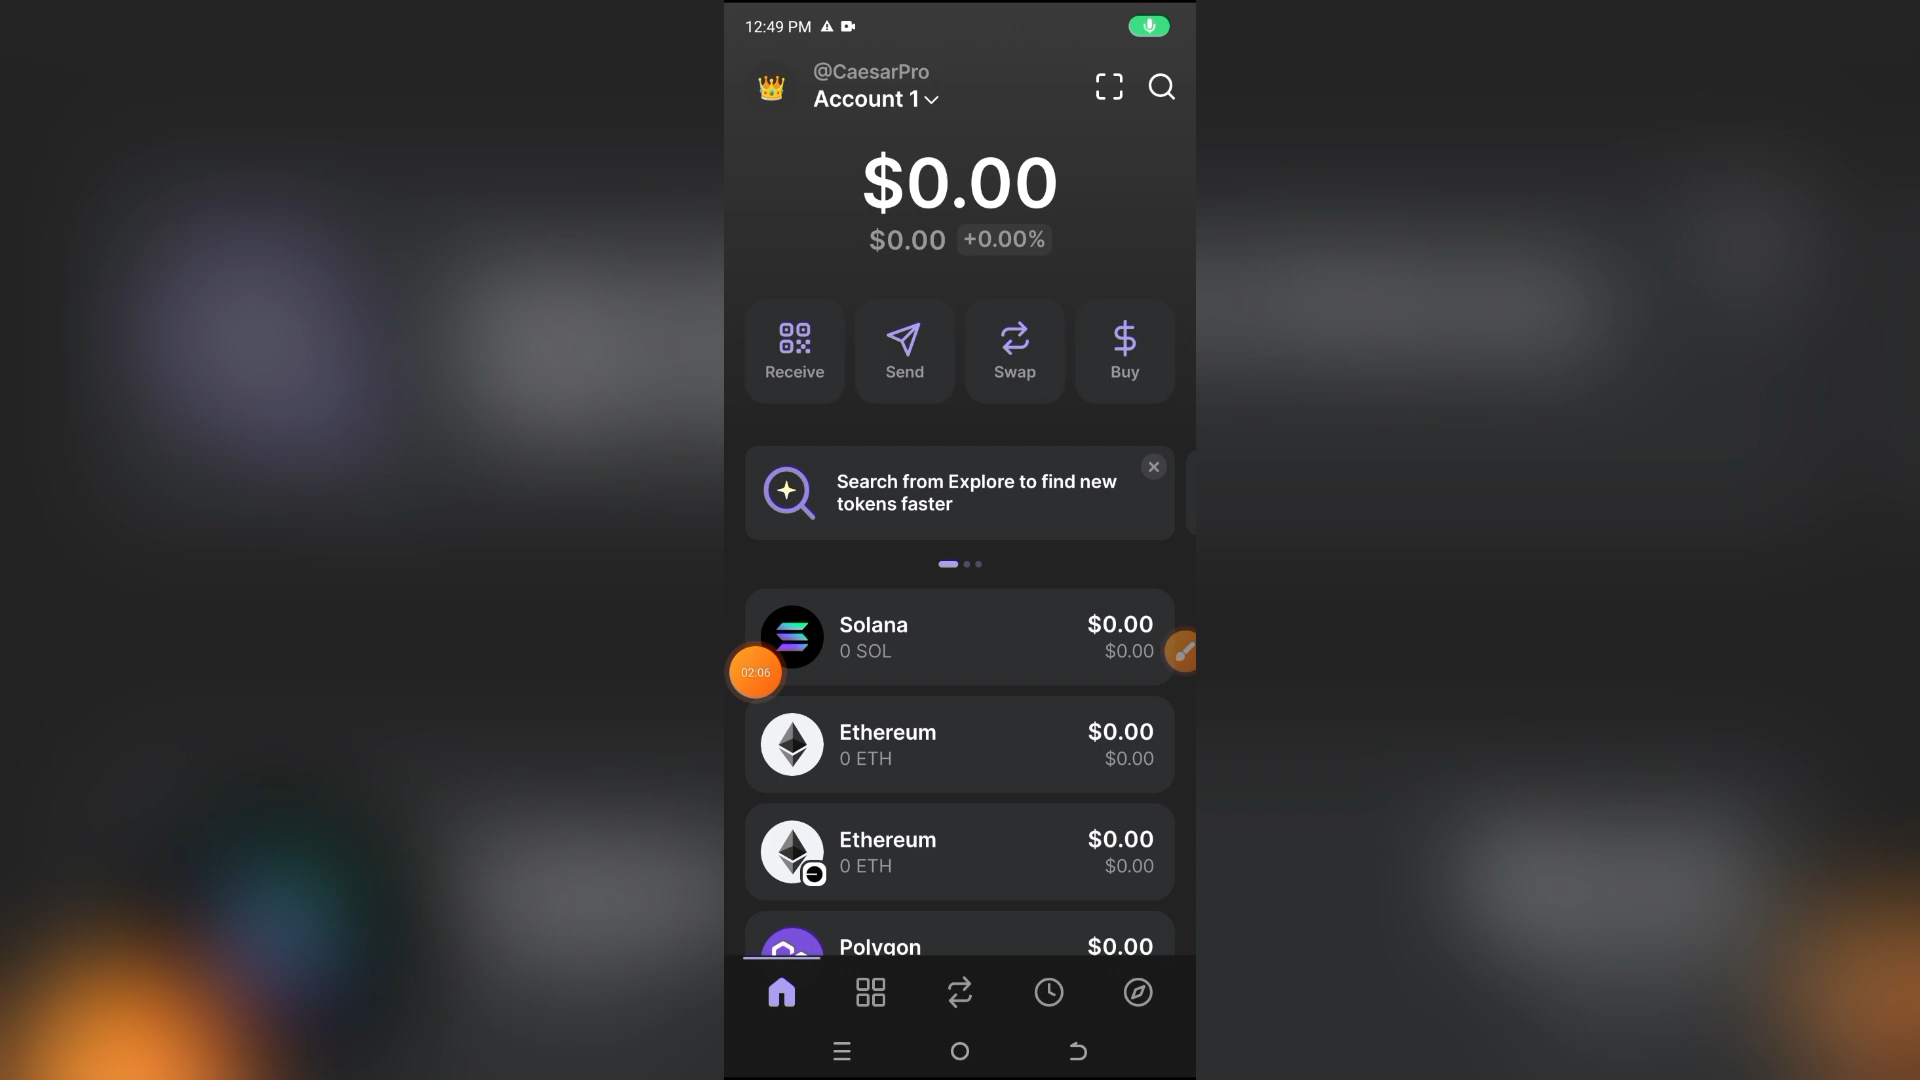 12:49 PM
@CaesarPro
Account 1
$0.00
$0.00 +0.00%
Receive Send Swap Buy
Search from Explore to find new
tokens faster
Solana $0.00
0 SOL $0.00
02:06
Ethereum $0.00
0 ETH $0.00
Ethereum $0.00
0 ETH $0.00
Polygon $0.00